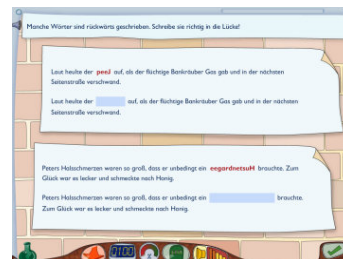 Manche Wörter sind rückwärts geschrieben. Schreibe sie richtig in die Lücke!
Laut heulte der peeJ auf, als der flüchtige Bankräuber Gas gab und in der nächsten
Seitenstraße verschwand.
Laut heulte der auf, als der flüchtige Bankräuber Gas gab und in der nächsten
Seitenstraße verschwand.
Peters Halsschmerzen waren so groß, dass er unbedingt ein eegardnetsuH brauchte. Zum
Glück war es lecker und schmeckte nach Honig.
Peters Halsschmerzen waren so groß, dass er unbedingt ein brauchte.
Zum Glück war es lecker und schmeckte nach Honig.
0100